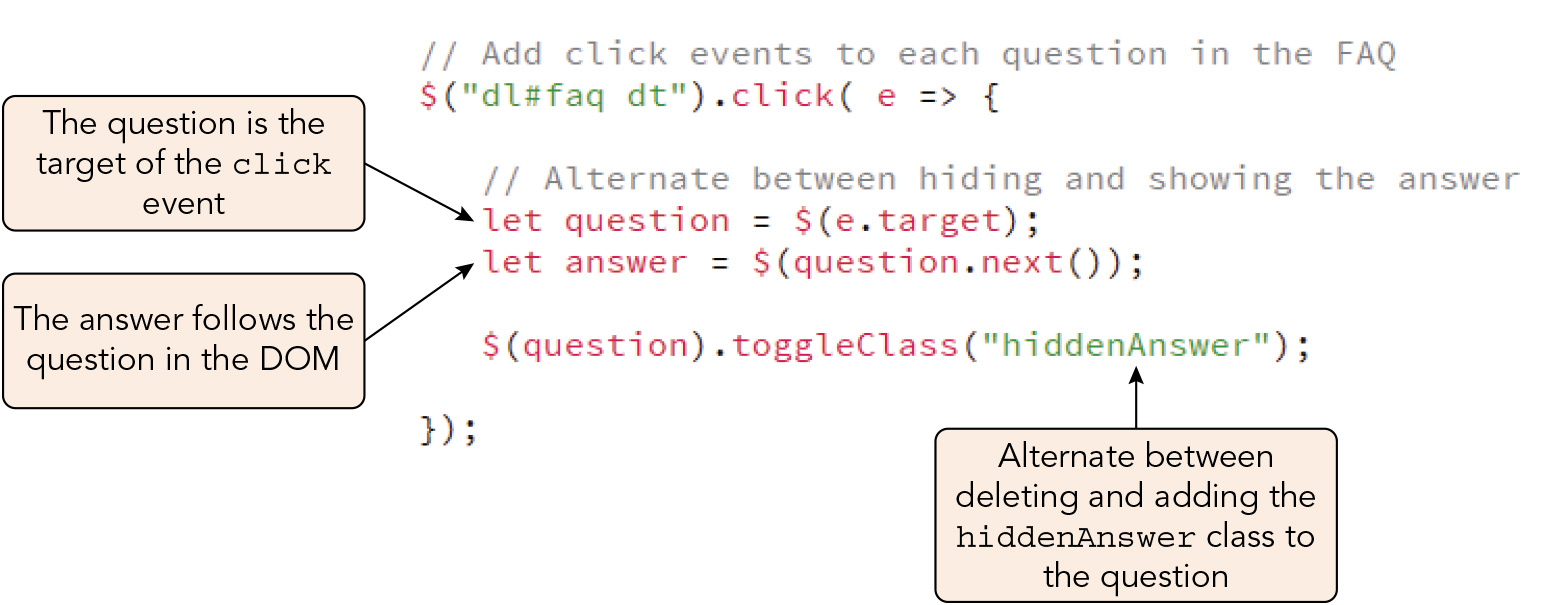 // Add click events to each question in the FAQ
$("dl#faq dt").click( e => {
The question is the
target of the click
event
// Alternate between hiding and showing the answer
let question = $(e.target);
let answer = $(question.next());
The answer follows the
question in the DOM
$(question).toggleClass("hiddenAnswer");
});
Alternate between
deleting and adding the
hiddenAnswer class to
the question